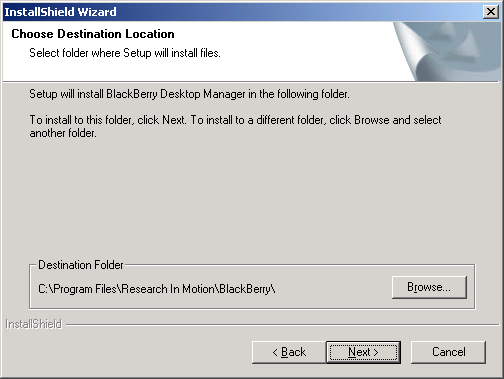 InstallShield Wizard
Choose Destination Location
Select folder where Setup will install files.
Setup will install BlackBerry Desktop Manager in the following folder.
To install to this folder, click Next. To install to a different folder, click Browse and select
another folder.
Destination Folder
C:\Program Files\Research In Motion\BlackBerry\
Browse...
InstallShield
< Back
Next >
Cancel